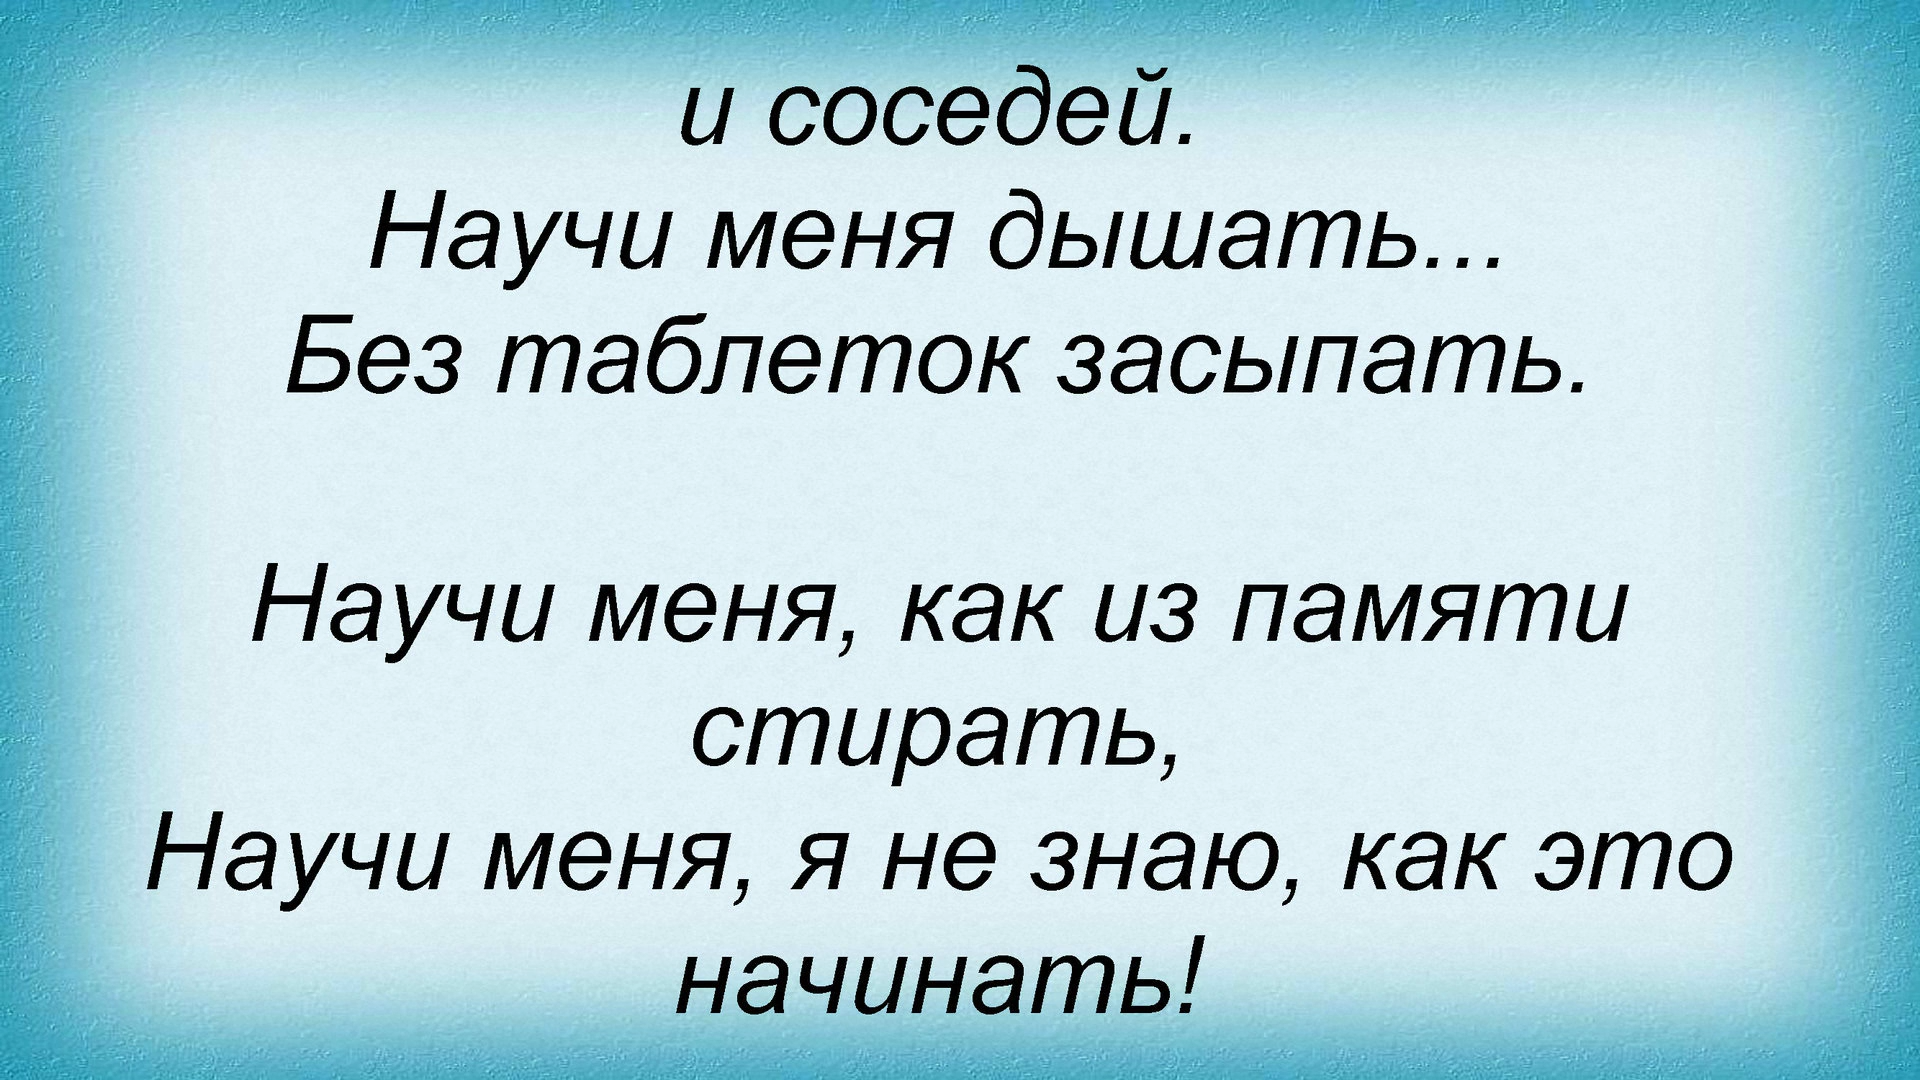 и соседей.
Научи меня дышать...
Без таблеток засыпать.
Научи меня, как из памяти
стирать,
Научи меня, я не знаю, как это
начинать!